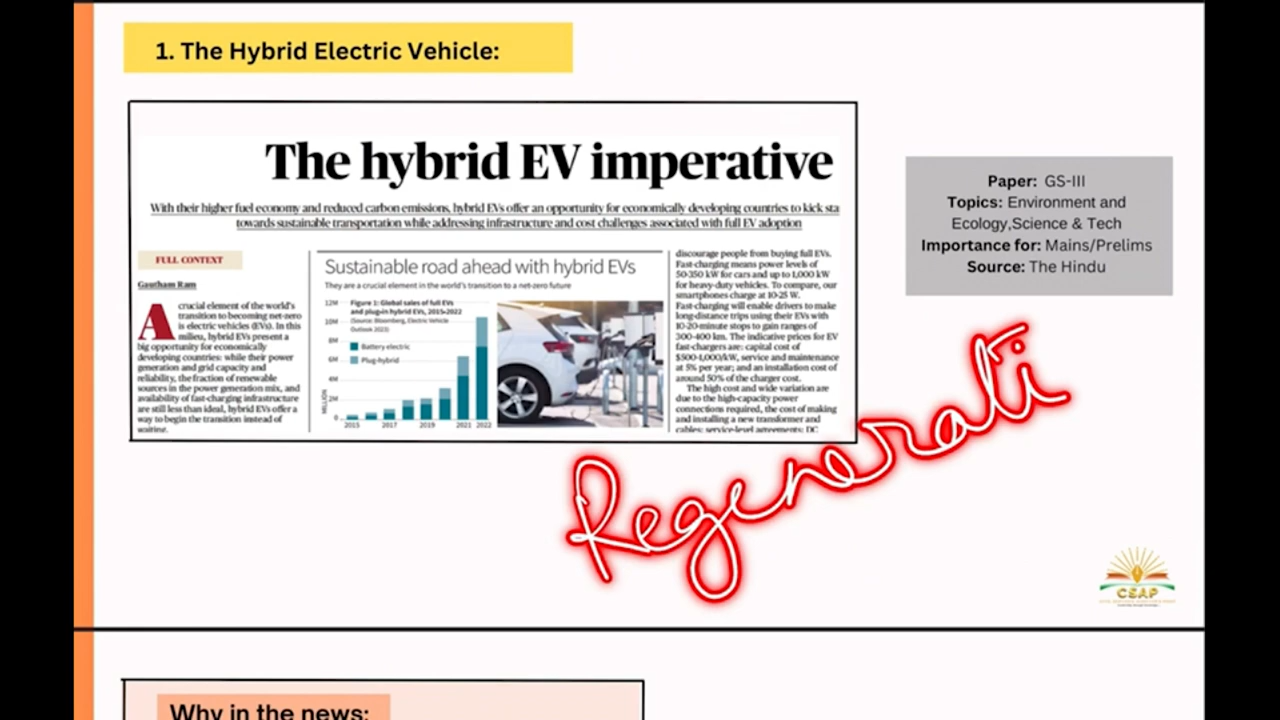 1. The Hybrid Electric Vehicle:
The hybrid EV imperative
With their higher fuel economy and reduced carbon emissions, hybrid EVs offer an opportunity for economically developing countries to kick sta
towards sustainable transportation while addressing infrastructure and cost challenges associated with full EV adoption
FULL CONTEXT
Gautham Ram
A crucial element of the world's
transition to becoming net-zero
is electric vehicles (EVs). In this
milieu, hybrid EVs present a
big opportunity for economically
developing countries: while their power
generation and grid capacity and
reliability, the fraction of renewable
sources in the power generation mix, and
availability of fast-charging infrastructure
are still less than ideal, hybrid EVs offer a
way to begin the transition instead of
waiting.
Sustainable road ahead with hybrid EVs
They are a crucial element in the world's transition to a net-zero future
Figure 1: Global sales of full EVs
and plug-in hybrid EVs, 2015-2022
(Source: Bloomberg, Electric Vehicle
Outlook 2023)
Battery electric
Plug-hybrid
12M
10M
8M
6M
4M
2M
0
MILLION
2015 2017 2019 2021 2022
discourage people from buying full EVs.
Fast-charging means power levels of
50-350 kW for cars and up to 1,000 kW
for heavy-duty vehicles. To compare, our
smartphones charge at 10-25 W.
Fast-charging will enable drivers to make
long-distance trips using their EVs with
10-20-minute stops to gain ranges of
300-400 km. The indicative prices for EV
fast-chargers are: capital cost of
$500-1,000/kW, service and maintenance
at 5% per year; and an installation cost of
around 50% of the charger cost.
The high cost and wide variation are
due to the high-capacity power
connections required, the cost of making
and installing a new transformer and
cables; service-level agreements; DC
Paper: GS-III
Topics: Environment and
Ecology,Science & Tech
Importance for: Mains/Prelims
Source: The Hindu
Regenerati
CSAP
Why in the news: